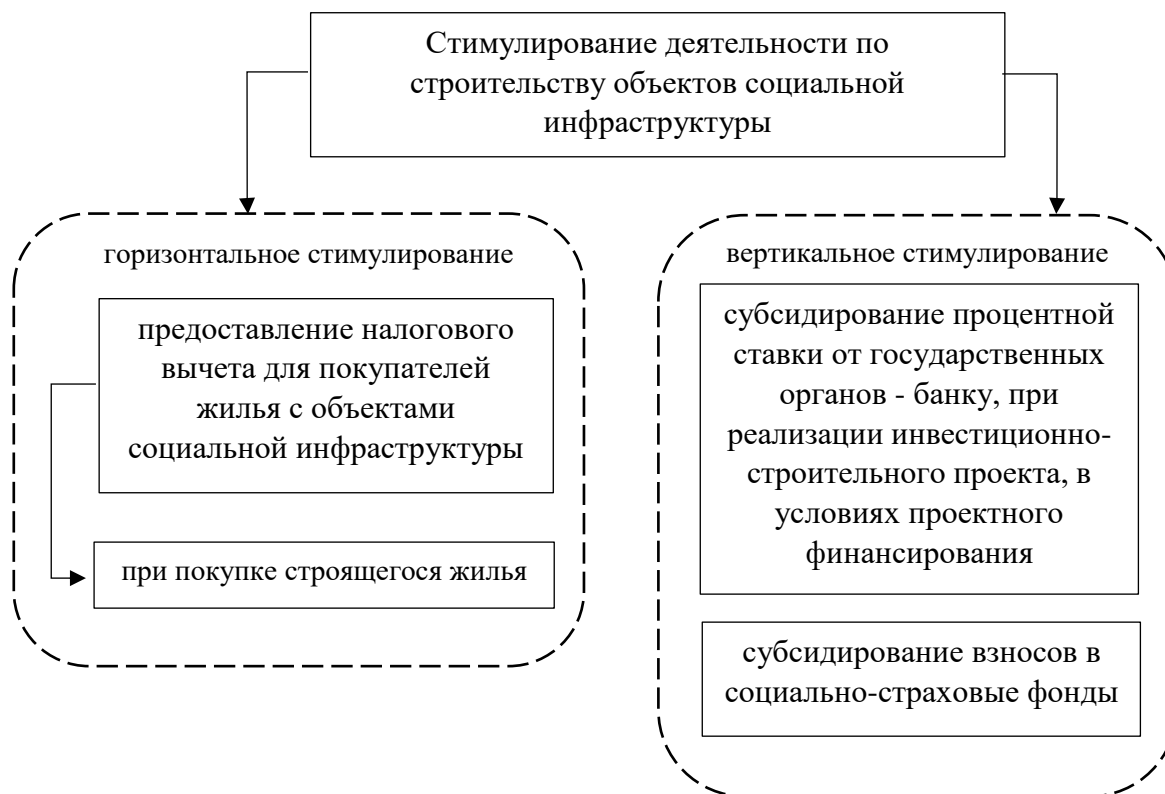 Стимулирование деятельности по
строительству объектов социальной
инфраструктуры
горизонтальное стимулирование
предоставление налогового
вычета для покупателей
жилья с объектами
социальной инфраструктуры
при покупке строящегося жилья
вертикальное стимулирование
субсидирование процентной
ставки от государственных
органов - банку, при
реализации инвестиционно-
строительного проекта, в
условиях проектного
финансирования
субсидирование взносов в
социально-страховые фонды